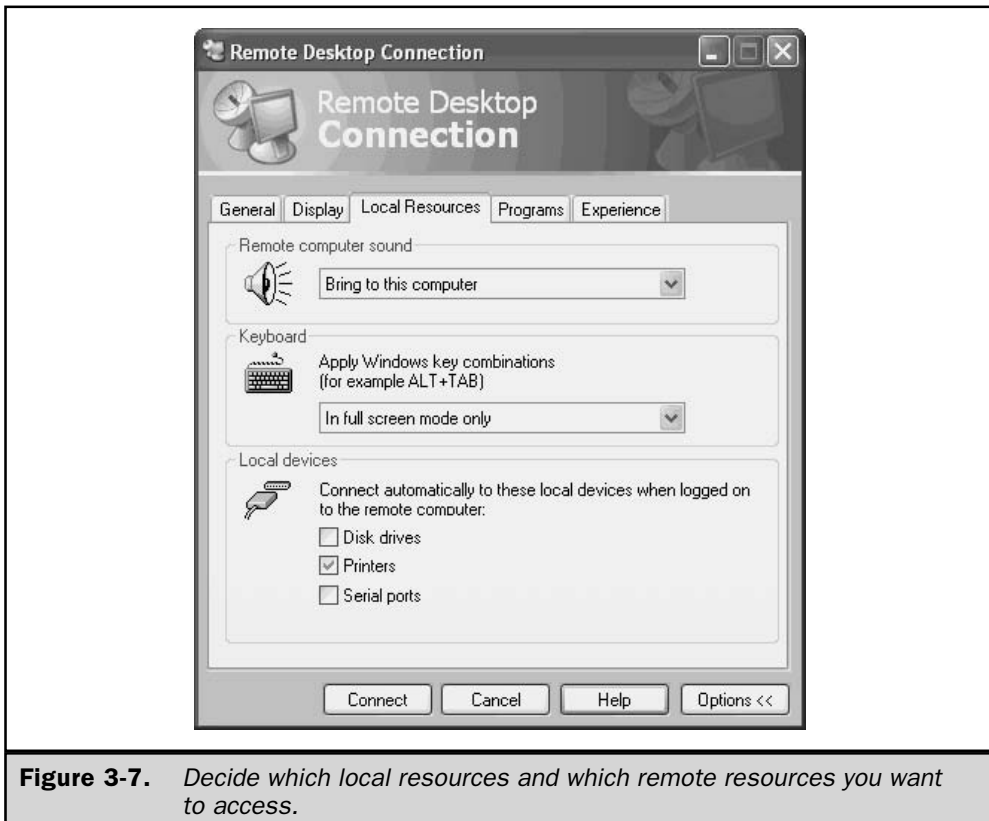 Remote Desktop Connection
Remote Desktop
Connection
General Display Local Resources Programs Experience
Remote computer sound
Bring to this computer
Keyboard
Apply Windows key combinations
(for example ALT+TAB)
In full screen mode only
Local devices
Connect automatically to these local devices when logged on
to the remote computer:
Disk drives
Printers
Serial ports
Connect Cancel Help Options <<
Figure 3-7. Decide which local resources and which remote resources you want
to access.